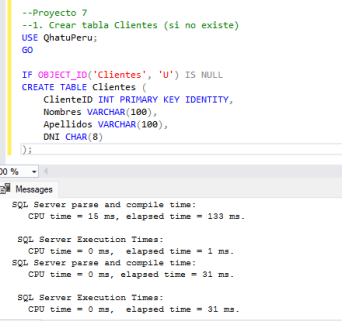 --Proyecto 7
--1. Crear tabla Clientes (si no existe)
USE QhatuPeru;
GO
IF OBJECT_ID('Clientes', 'U') IS NULL
CREATE TABLE Clientes (
ClienteID INT PRIMARY KEY IDENTITY,
Nombres VARCHAR(100),
Apellidos VARCHAR(100),
DNI CHAR(8)
);
00 %
Messages
SQL Server parse and compile time:
CPU time = 15 ms, elapsed time = 133 ms.
SQL Server Execution Times:
CPU time = 0 ms,  elapsed time = 1 ms.
SQL Server parse and compile time:
CPU time = 0 ms, elapsed time = 31 ms.
SQL Server Execution Times:
CPU time = 0 ms,  elapsed time = 31 ms.